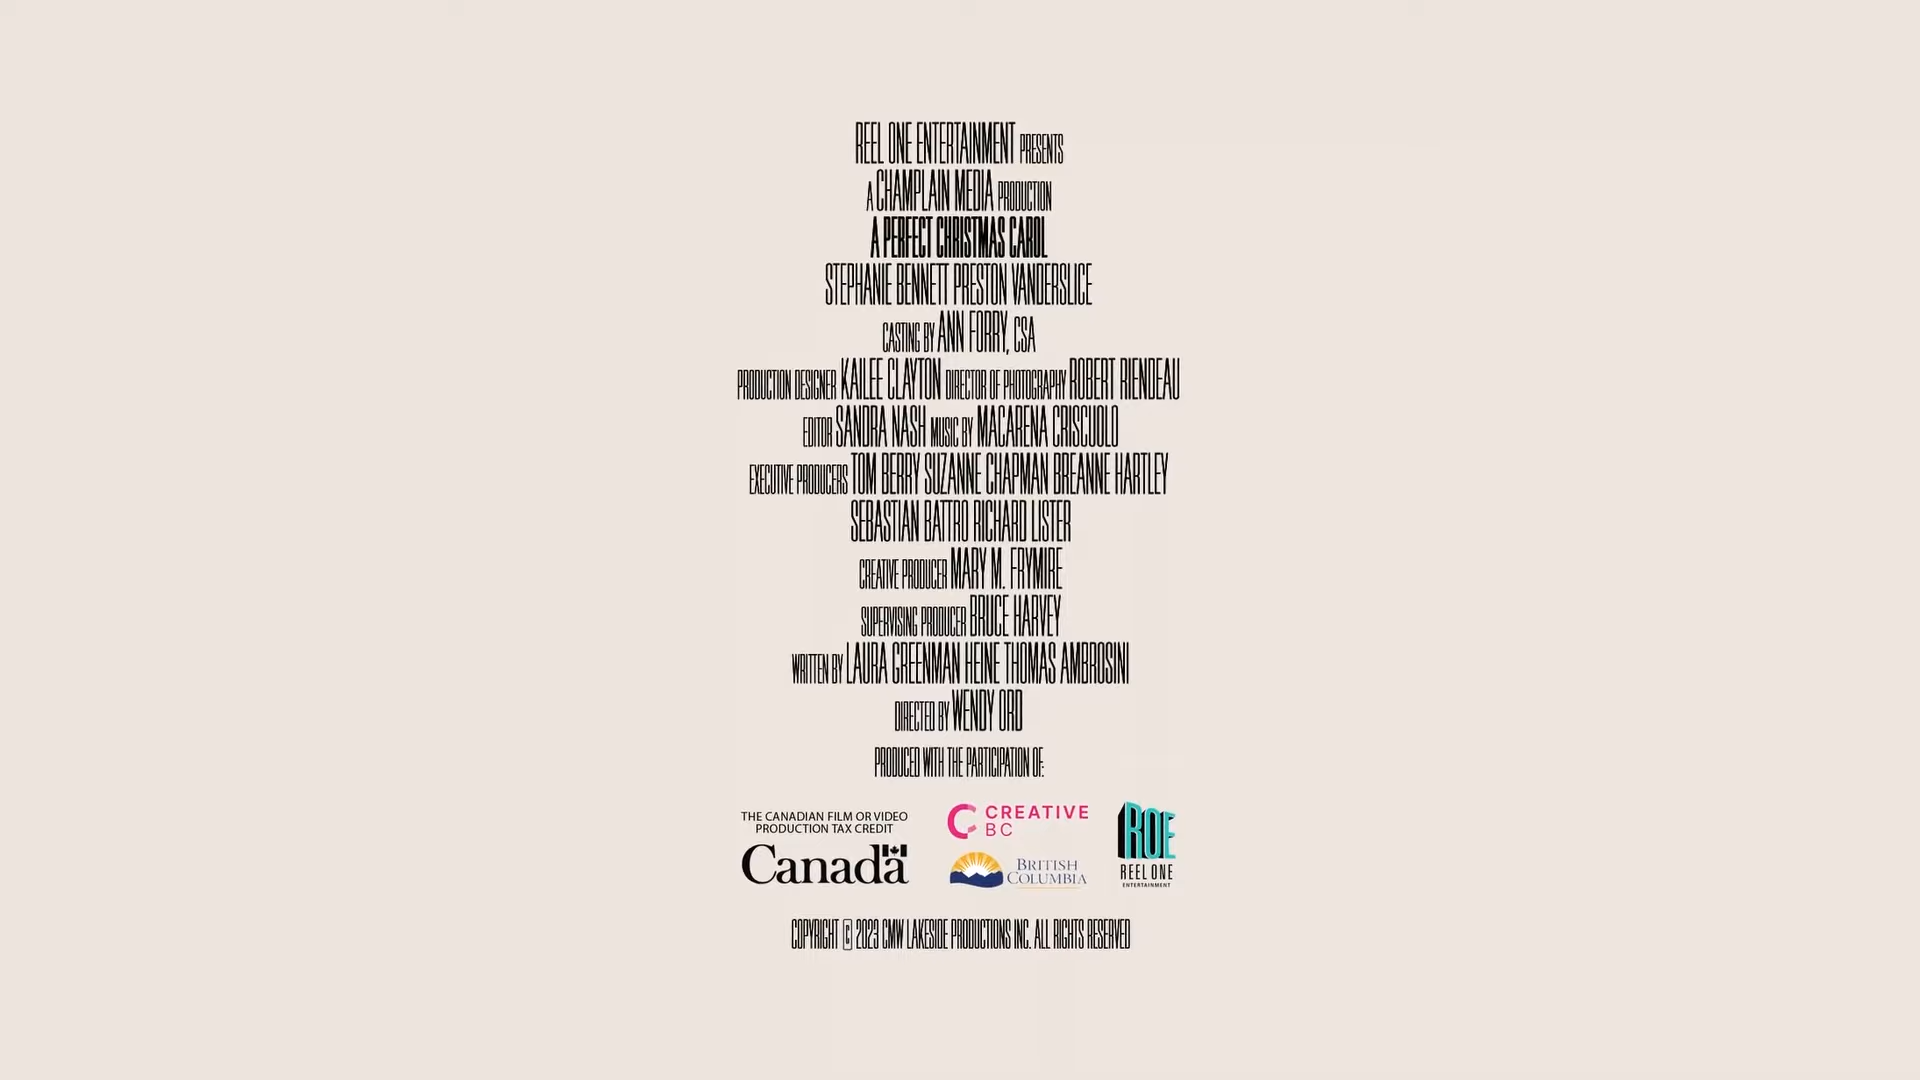 REEL ONE ENTERTAINMENT PRESENTS
A CHAMPLAIN MEDIA PRODUCTION
A PERFECT CHRISTMAS CAROL
STEPHANIE BENNETT PRESTON VANDERSLICE
CASTING BY ANN FORRY, CSA
PRODUCTION DESIGNER KAILEE CLAYTON DIRECTOR OF PHOTOGRAPHY ROBERT RIENDEAU
EDITOR SANDRA NASH MUSIC BY MACARENA CRISCUOLO
EXECUTIVE PRODUCERS TOM BERRY SUZANNE CHAPMAN BREANNE HARTLEY
SEBASTIAN BATTRO RICHARD LISTER
CREATIVE PRODUCER MARY M. FRYMIRE
SUPERVISING PRODUCER BRUCE HARVEY
WRITTEN BY LAURA GREENMAN HEINE THOMAS AMBROSINI
DIRECTED BY WENDY ORD
PRODUCED WITH THE PARTICIPATION OF:
THE CANADIAN FILM OR VIDEO
PRODUCTION TAX CREDIT
Canada
CREATIVE
BC
BRITISH
COLUMBIA
ROE
REEL ONE
ENTERTAINMENT
COPYRIGHT © 2023 CMW LAKESIDE PRODUCTIONS INC. ALL RIGHTS RESERVED